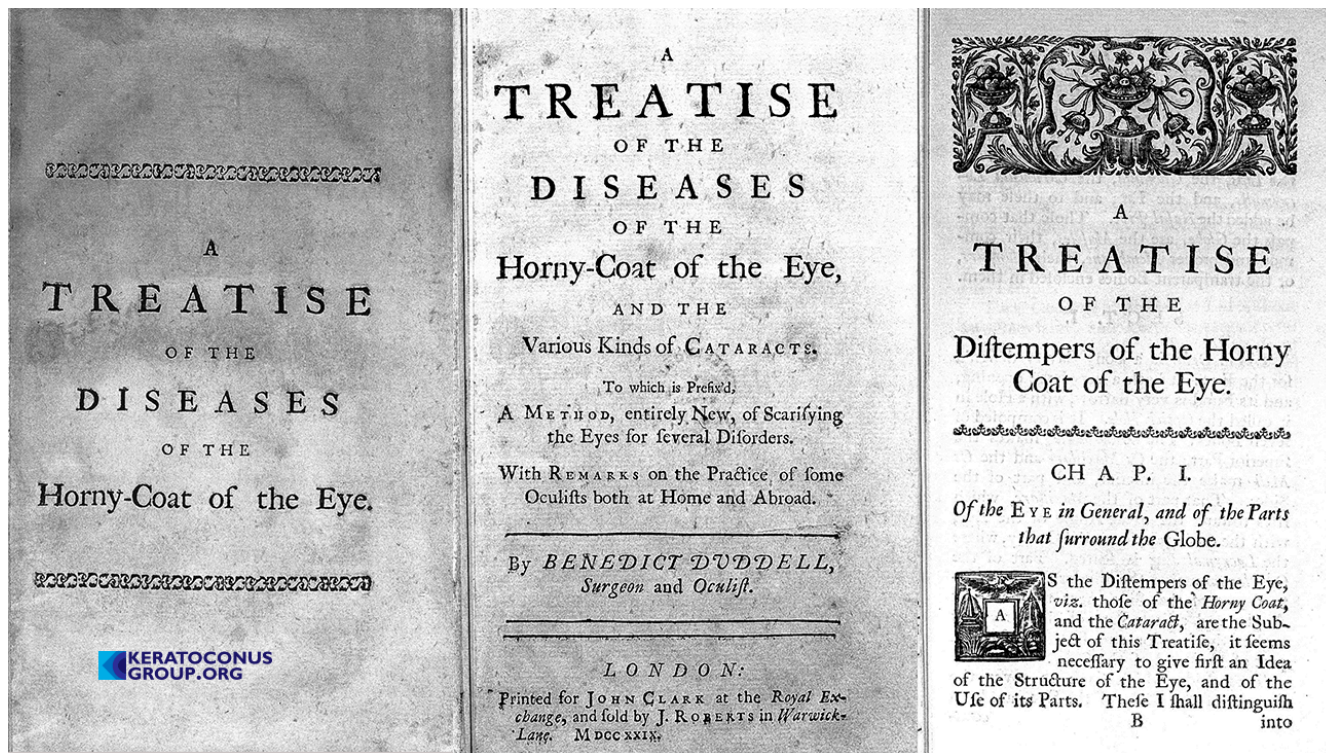 A
TREATISE
OF THE
DISEASES
OF THE
Horny-Coat of the Eye.
KERATOCONUS
GROUP.ORG
A
TREATISE
OF THE
DISEASES
OF THE
Horny-Coat of the Eye,
AND THE
Various Kinds of CATARACTS.
To which is Prefix'd,
A METHOD, entirely New, of Scarifying
the Eyes for ſeveral Diſorders.
With REMARKS on the Practice of ſome
Oculiſts both at Home and Abroad.
By BENEDICT DUDDELL,
Surgeon and Oculiſt.
LONDON:
Printed for JOHN CLARK at the Royal Ex-
change, and ſold by J. ROBERTS in Warwick-
Lane. MDCCXXIX.
A
TREATISE
OF THE
Diſtempers of the Horny
Coat of the Eye.
CHAP. I.
Of the EYE in General, and of the Parts
that ſurround the Globe.
AS the Diſtempers of the Eye,
viz. thoſe of the Horny Coat,
and the Cataract, are the Sub-
ject of this Treatiſe, it ſeems
neceſſary to give firſt an Idea
of the Structure of the Eye, and of the
Uſe of its Parts. Theſe I ſhall diſtinguiſh
B into